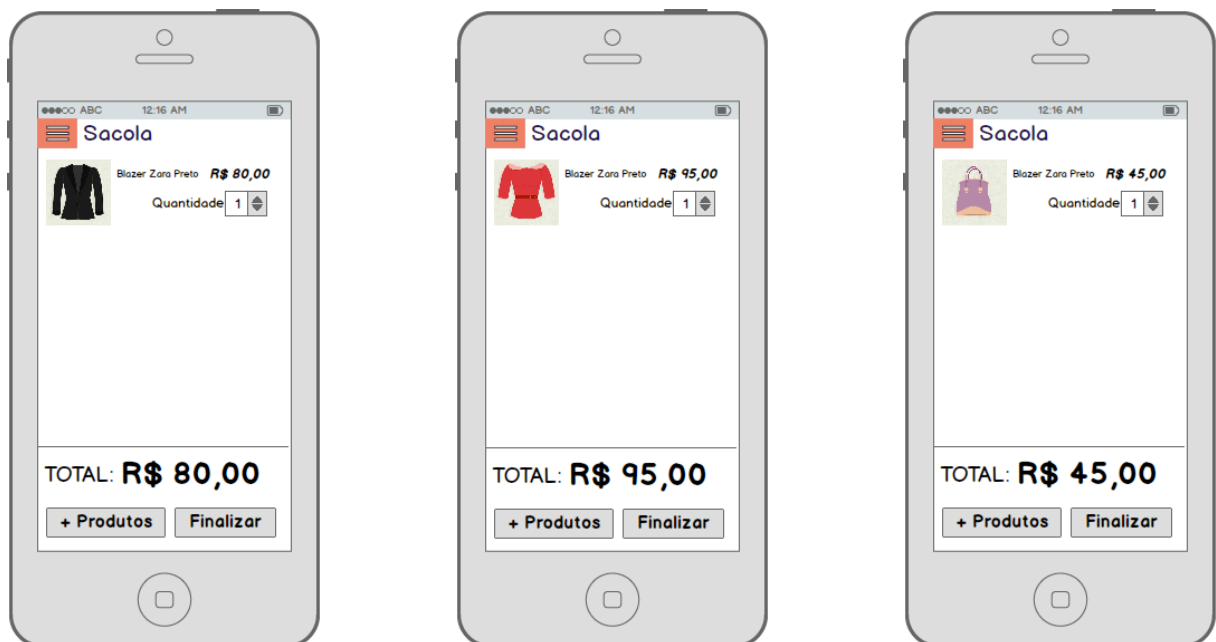 ABC 12:16 AM
Sacola
Blazer Zara Preto R$ 80,00
Quantidade 1
TOTAL: R$ 80,00
+ Produtos Finalizar
ABC 12:16 AM
Sacola
Blazer Zara Preto R$ 95,00
Quantidade 1
TOTAL: R$ 95,00
+ Produtos Finalizar
ABC 12:16 AM
Sacola
Blazer Zara Preto R$ 45,00
Quantidade 1
TOTAL: R$ 45,00
+ Produtos Finalizar